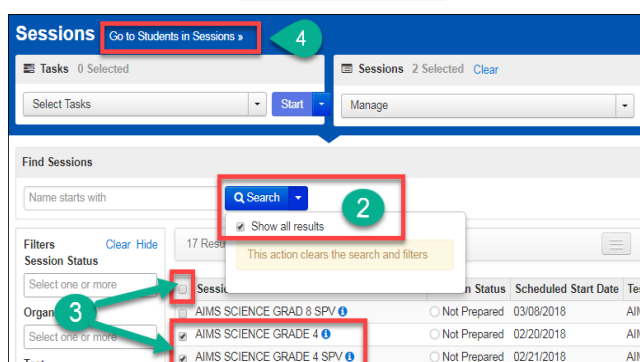 Sessions Go to Students in Sessions » 4
Tasks 0 Selected
Sessions 2 Selected Clear
Select Tasks Start
Manage
Find Sessions
Name starts with Search 2
Show all results
This action clears the search and filters
Filters Clear Hide
17 Resu
Session Status
Select one or more
Sessi n Status Scheduled Start Date Te
Organ 3
AIMS SCIENCE GRAD 8 SPV Not Prepared 03/08/2018 AIM
Select one or more
AIMS SCIENCE GRADE 4 Not Prepared 02/20/2018 AIM
AIMS SCIENCE GRADE 4 SPV Not Prepared 02/21/2018 AIM